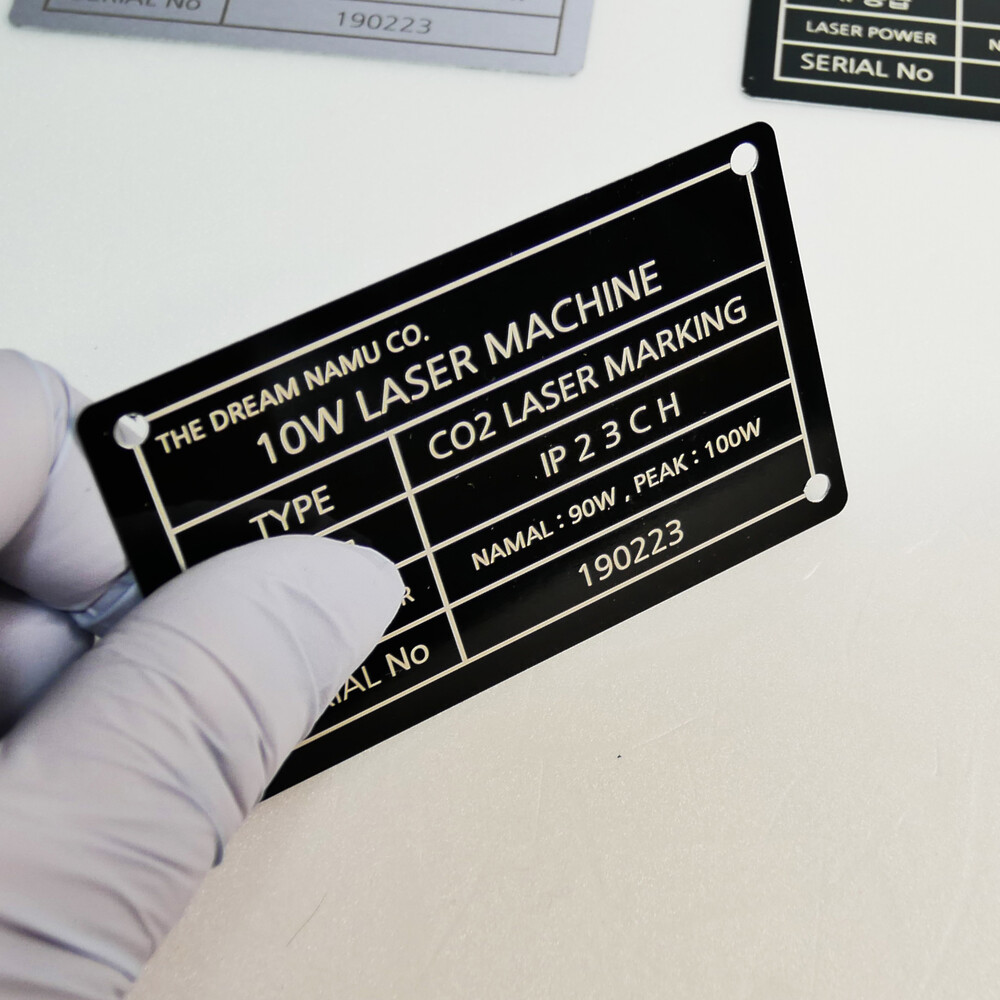 SERIAL No 190223
LASER POWER
SERIAL No
THE DREAM NAMU CO.
10W LASER MACHINE
TYPE CO2 LASER MARKING
IP 2 3 C H
NAMAL : 90W , PEAK : 100W
No 190223